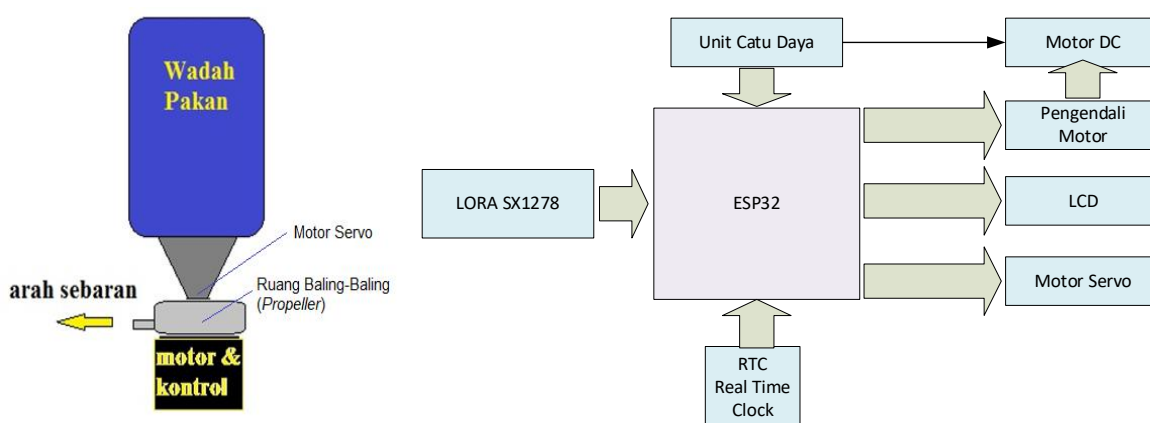 Wadah
Pakan
Motor Servo
Ruang Baling-Baling
(Propeller)
arah sebaran
motor &
kontrol
Unit Catu Daya
Motor DC
Pengendali
Motor
LORA SX1278
ESP32
LCD
Motor Servo
RTC
Real Time
Clock